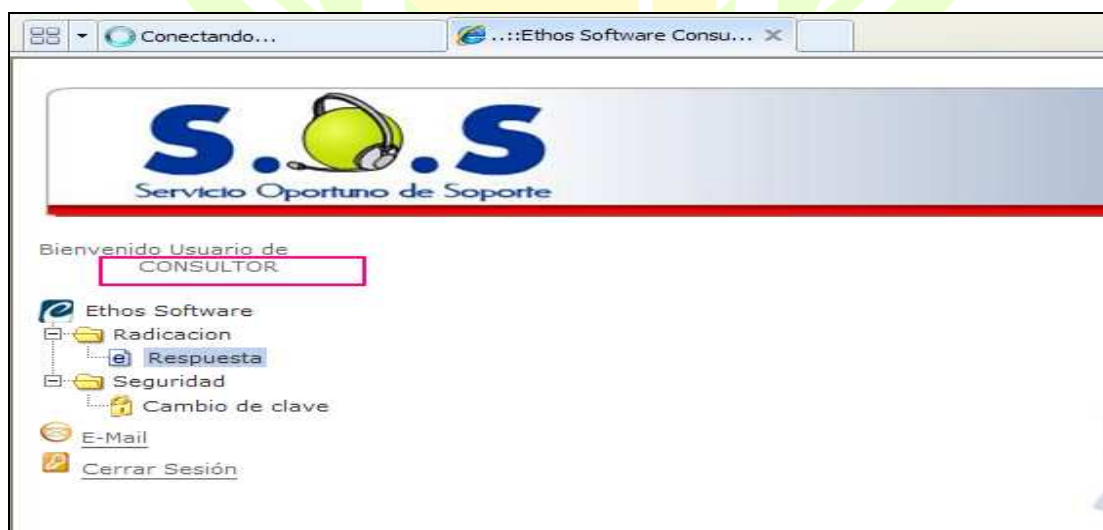 Conectando...
..::Ethos Software Consu...
S.O.S
Servicio Oportuno de Soporte
Bienvenido Usuario de
CONSULTOR
Ethos Software
Radicacion
Respuesta
Seguridad
Cambio de clave
E-Mail
Cerrar Sesión